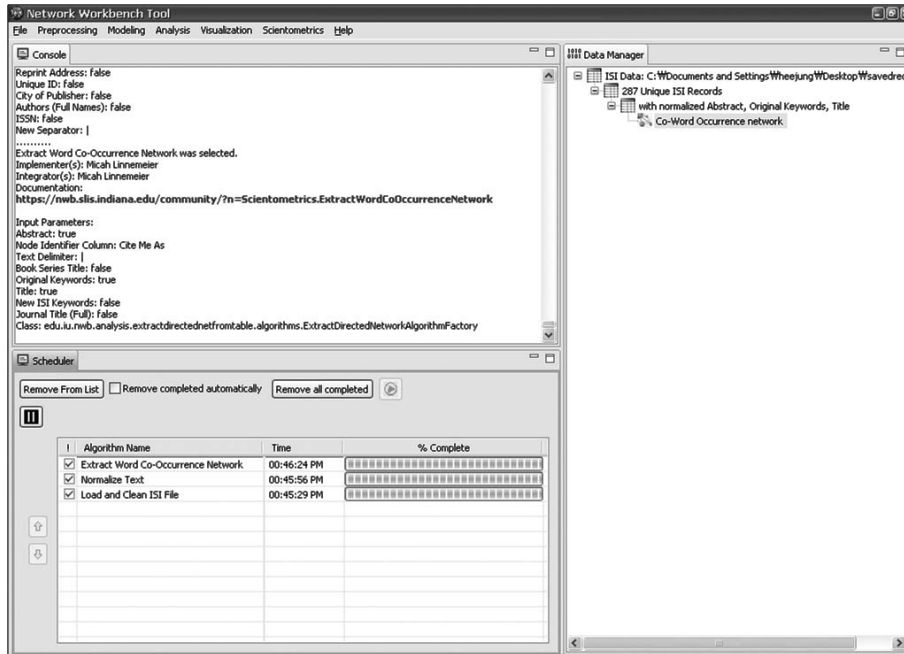 Network Workbench Tool
File Preprocessing Modeling Analysis Visualization Scientometrics Help
Console
Reprint Address: false
Unique ID: false
City of Publisher: false
Authors (Full Names): false
ISSN: false
New Separator: |
..........
Extract Word Co-Occurrence Network was selected.
Implementer(s): Micah Linnemeier
Integrator(s): Micah Linnemeier
Documentation:
https://nwb.slis.indiana.edu/community/?n=Scientometrics.ExtractWordCoOccurrenceNetwork
Input Parameters:
Abstract: true
Node Identifier Column: Cite Me As
Text Delimiter: |
Book Series Title: false
Original Keywords: true
Title: true
New ISI Keywords: false
Journal Title (Full): false
Class: edu.iu.nwb.analysis.extractdirectednetfromtable.algorithms.ExtractDirectedNetworkAlgorithmFactory
Scheduler
Remove From List Remove completed automatically Remove all completed
! Algorithm Name Time % Complete
Extract Word Co-Occurrence Network 00:46:24 PM
Normalize Text 00:45:56 PM
Load and Clean ISI File 00:45:29 PM
Data Manager
ISI Data: C:₩Documents and Settings₩heejung₩Desktop₩savedrec
287 Unique ISI Records
with normalized Abstract, Original Keywords, Title
Co-Word Occurrence network